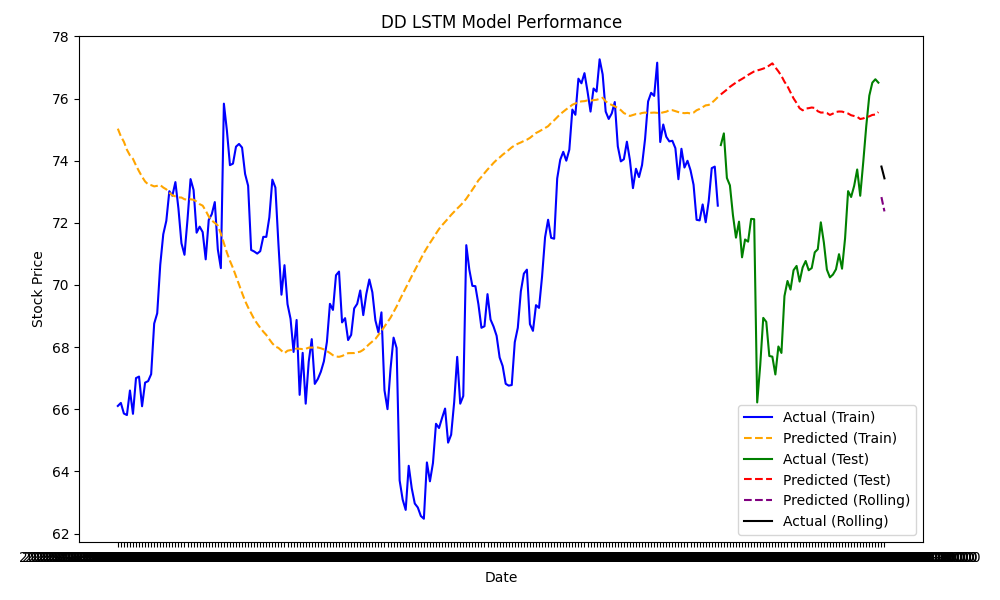 DD LSTM Model Performance
Stock Price
78
76
74
72
70
68
66
64
62
Actual (Train)
Predicted (Train)
Actual (Test)
Predicted (Test)
Predicted (Rolling)
Actual (Rolling)
Date